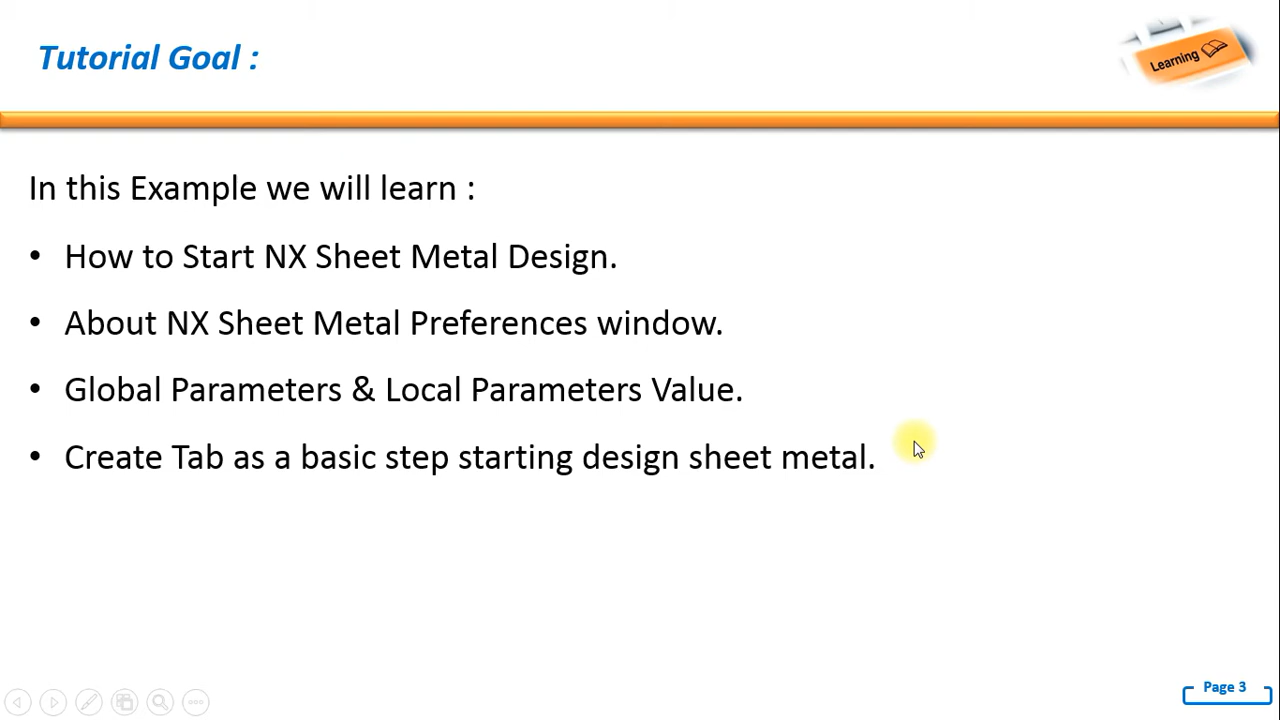 Tutorial Goal :
Learning
In this Example we will learn :
• How to Start NX Sheet Metal Design.
• About NX Sheet Metal Preferences window.
• Global Parameters & Local Parameters Value.
• Create Tab as a basic step starting design sheet metal.
Page 3